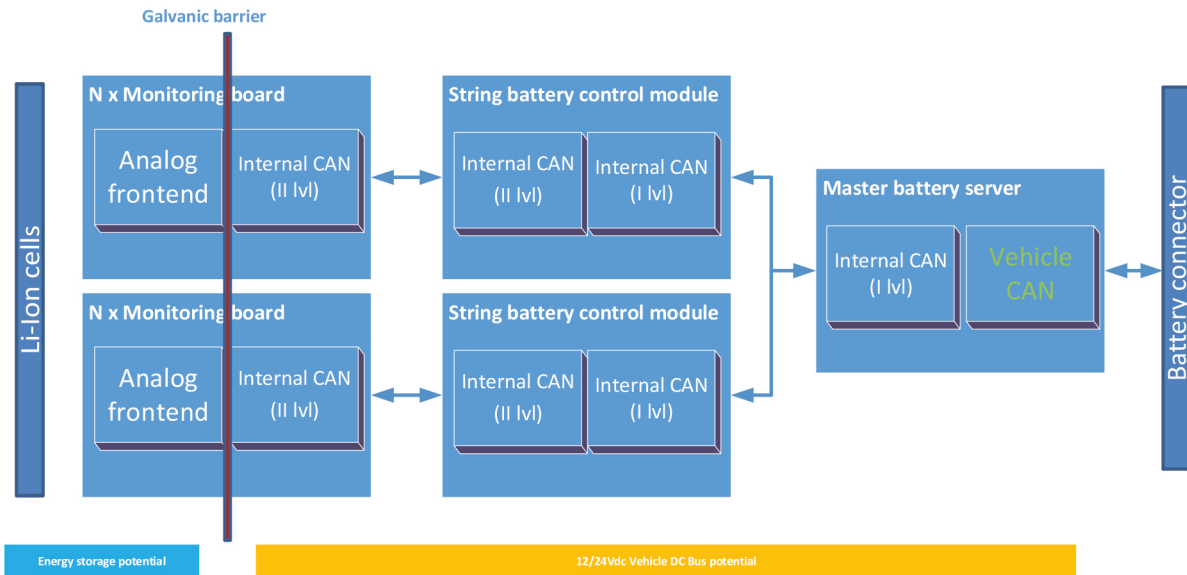 Galvanic barrier
Li-Ion cells
N x Monitoring board
Analog
frontend
Internal CAN
(II lvl)
String battery control module
Internal CAN
(II lvl)
Internal CAN
(I lvl)
N x Monitoring board
Analog
frontend
Internal CAN
(II lvl)
String battery control module
Internal CAN
(II lvl)
Internal CAN
(I lvl)
Master battery server
Internal CAN
(I lvl)
Vehicle
CAN
Battery connector
Energy storage potential
12/24Vdc Vehicle DC Bus potential